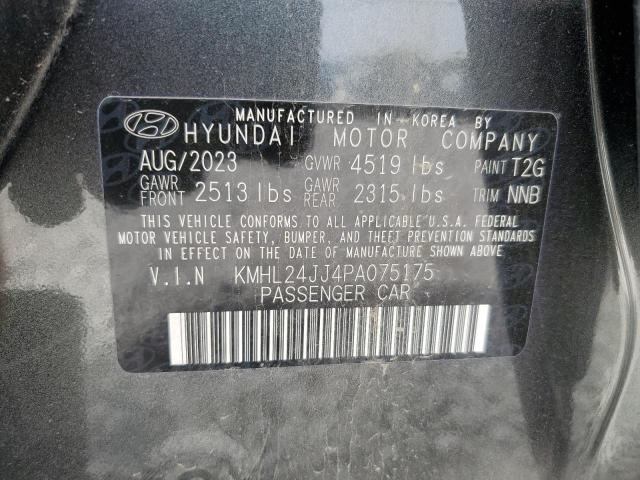 MANUFACTURED IN KOREA BY
HYUNDAI MOTOR COMPANY
AUG/2023 GVWR 4519 lbs PAINT T2G
GAWR FRONT 2513 lbs GAWR REAR 2315 lbs TRIM NNB
THIS VEHICLE CONFORMS TO ALL APPLICABLE U.S.A. FEDERAL
MOTOR VEHICLE SAFETY, BUMPER, AND THEFT PREVENTION STANDARDS
IN EFFECT ON THE DATE OF MANUFACTURE SHOWN ABOVE.
V.I.N KMHL24JJ4PA075175
PASSENGER CAR